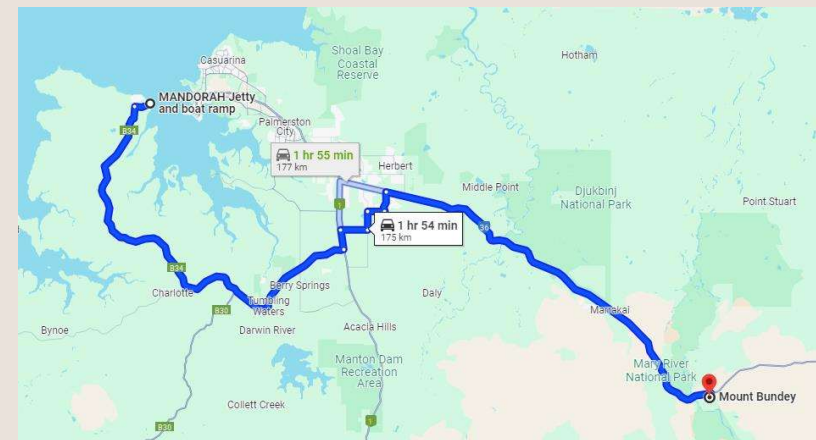 Casuarina
Shoal Bay
Coastal
Reserve
Hotham
MANDORAH Jetty
and boat ramp
B34
Palmerston
City
1 hr 55 min
177 km
Herbert
Middle Point
Djukbinj
National Park
Point Stuart
1
1 hr 54 min
175 km
36
B34
Charlotte
Berry Springs
Tumbling
Waters
Daly
Marrakai
B30
Bynoe
Darwin River
Acacia Hills
Manton Dam
Recreation
Area
Mary River
National Park
Mount Bundey
Collett Creek
B30
1